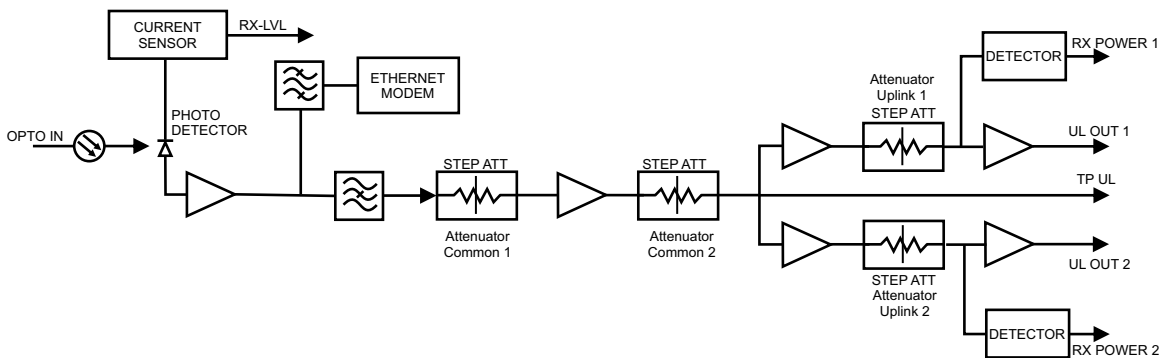 CURRENT
SENSOR
RX-LVL
ETHERNET
MODEM
PHOTO
DETECTOR
OPTO IN
STEP ATT
Attenuator
Common 1
STEP ATT
Attenuator
Common 2
Attenuator
Uplink 1
STEP ATT
DETECTOR
RX POWER 1
UL OUT 1
TP UL
STEP ATT
Attenuator
Uplink 2
UL OUT 2
DETECTOR
RX POWER 2